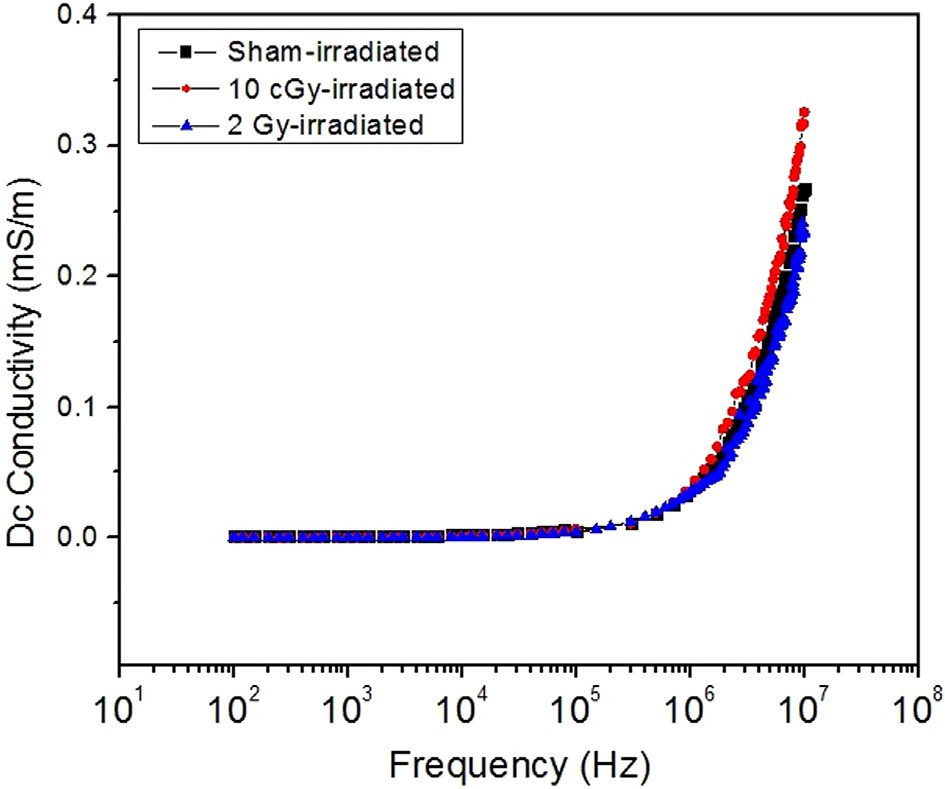 0.4
Sham-irradiated
10 cGy-irradiated
2 Gy-irradiated
0.3
0.2
0.1
0.0
Dc Conductivity (mS/m)
10¹ 10² 10³ 10⁴ 10⁵ 10⁶ 10⁷ 10⁸
Frequency (Hz)